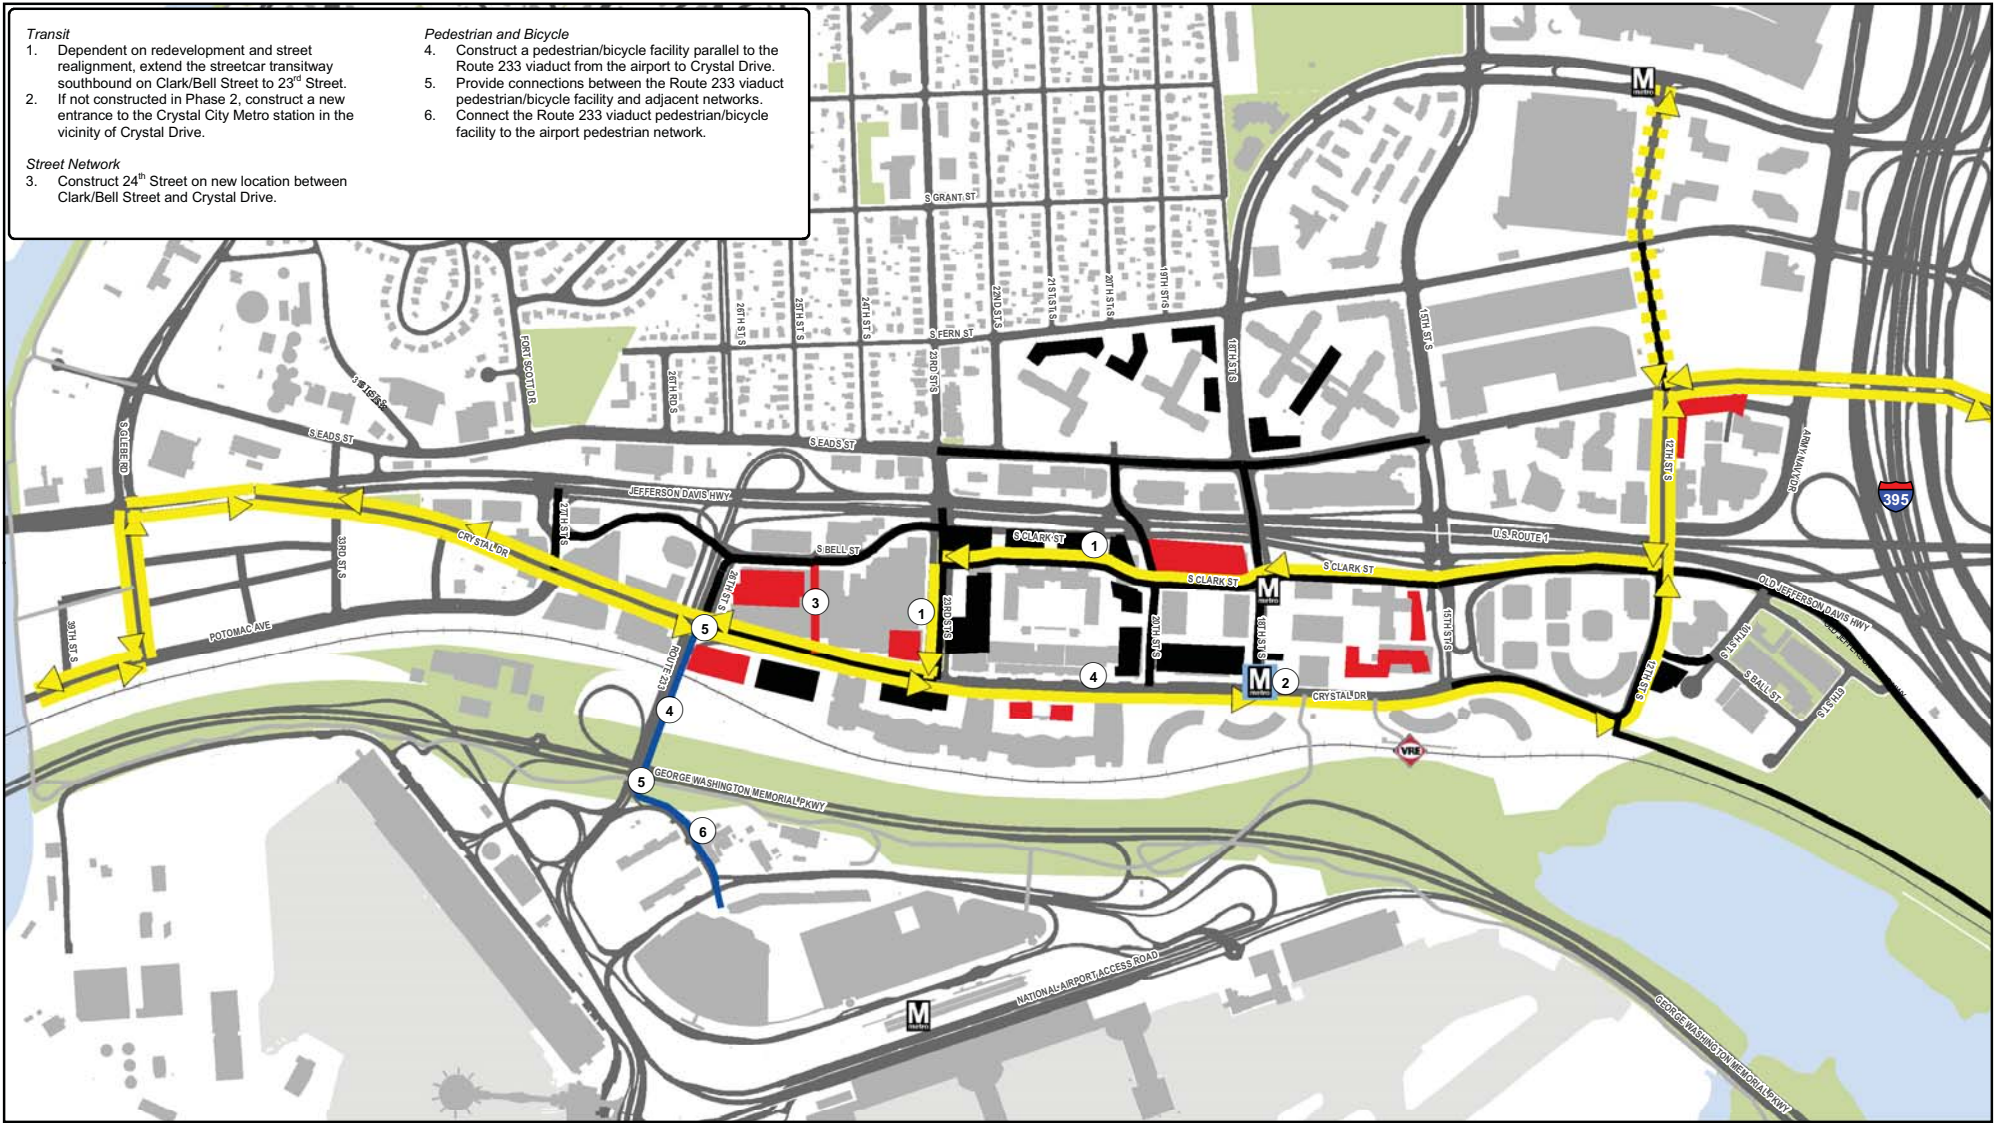 Transit
1. Dependent on redevelopment and street
realignment, extend the streetcar transitway
southbound on Clark/Bell Street to 23rd Street.
2. If not constructed in Phase 2, construct a new
entrance to the Crystal City Metro station in the
vicinity of Crystal Drive.
Street Network
3. Construct 24th Street on new location between
Clark/Bell Street and Crystal Drive.
Pedestrian and Bicycle
4. Construct a pedestrian/bicycle facility parallel to the
Route 233 viaduct from the airport to Crystal Drive.
5. Provide connections between the Route 233 viaduct
pedestrian/bicycle facility and adjacent networks.
6. Connect the Route 233 viaduct pedestrian/bicycle
facility to the airport pedestrian network.
M
metro
S GRANT ST
26TH ST S
25TH ST S
24TH ST S
22ND ST S
21ST ST S
20TH ST S
19TH ST S
S FERN ST
23RD ST S
18TH ST S
15TH ST S
FORT SCOTT DR
26TH RD S
S GLEBE RD
S EADS ST
S EADS ST
12TH ST S
ARMY NAVY DR
395
JEFFERSON DAVIS HWY
27TH ST S
33RD ST S
CRYSTAL DR
S BELL ST
S CLARK ST
1
U.S. ROUTE 1
S CLARK ST
S CLARK ST
M
metro
26TH ST S
3
1
23RD ST S
20TH ST S
18TH ST S
15TH ST S
OLD JEFFERSON DAVIS HWY
10TH ST S
S BALL ST
6TH ST S
12TH ST S
39TH ST S
POTOMAC AVE
5
ROUTE 233
4
4
M
metro
2
CRYSTAL DR
VRE
5
GEORGE WASHINGTON MEMORIAL PKWY
6
M
metro
NATIONAL AIRPORT ACCESS ROAD
GEORGE WASHINGTON MEMORIAL PKWY